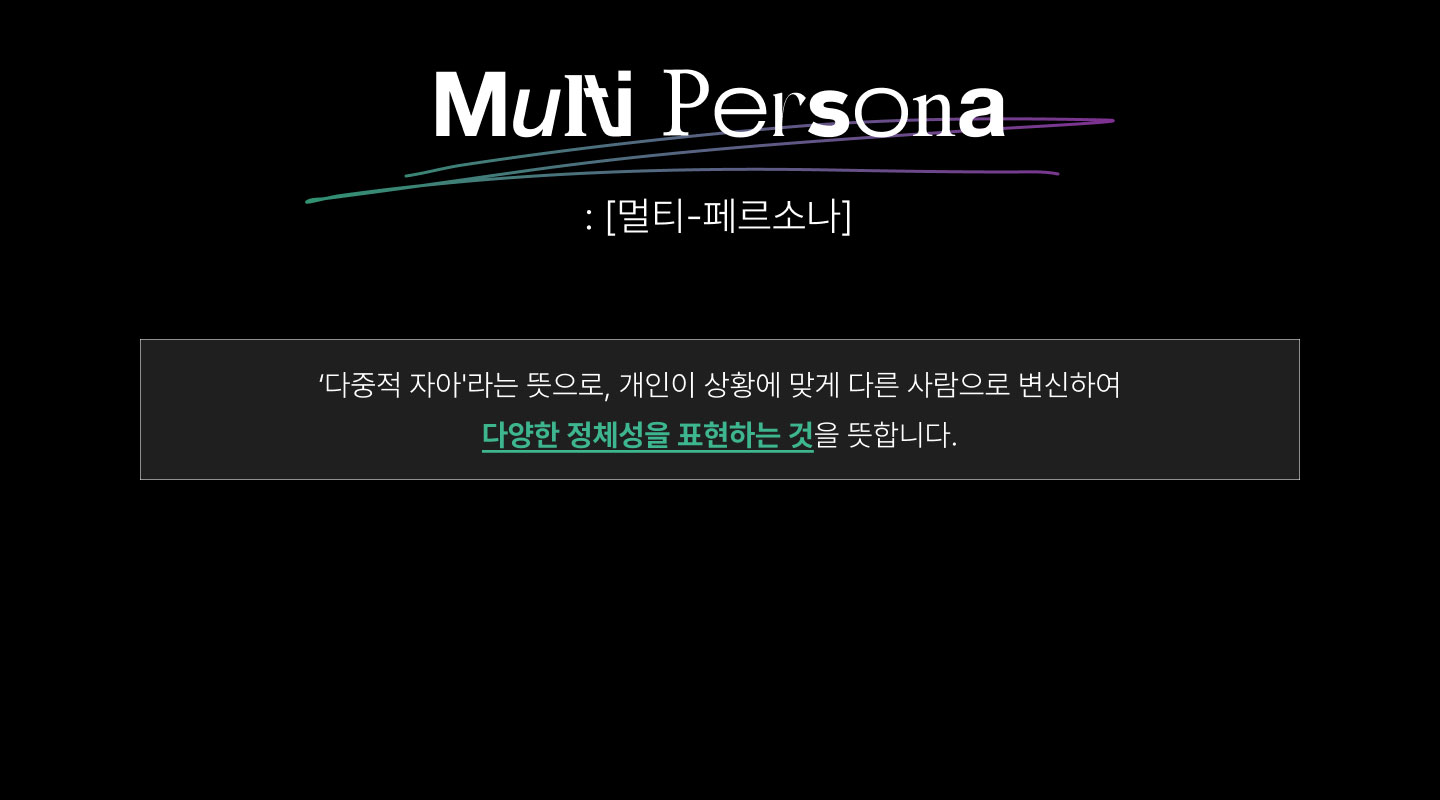 Multi Persona
: [멀티-페르소나]
‘다중적 자아'라는 뜻으로, 개인이 상황에 맞게 다른 사람으로 변신하여
다양한 정체성을 표현하는 것을 뜻합니다.